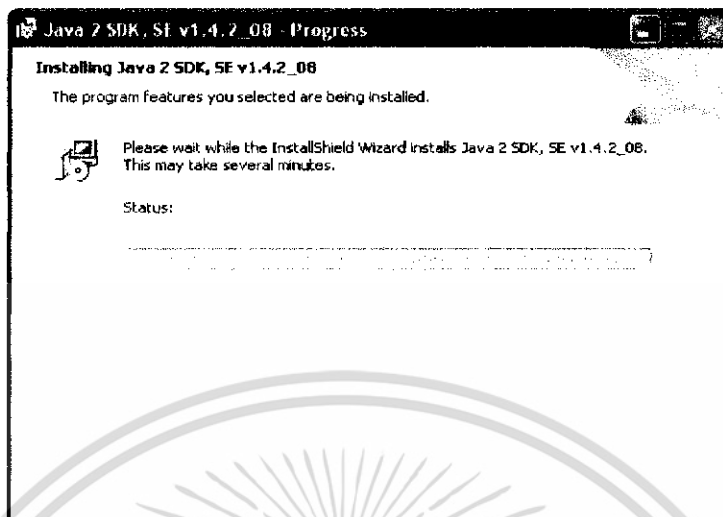 Java 2 SDK, SE v1.4.2_08 - Progress
Installing Java 2 SDK, SE v1.4.2_08
The program features you selected are being installed.
Please wait while the InstallShield Wizard installs Java 2 SDK, SE v1.4.2_08.
This may take several minutes.
Status: